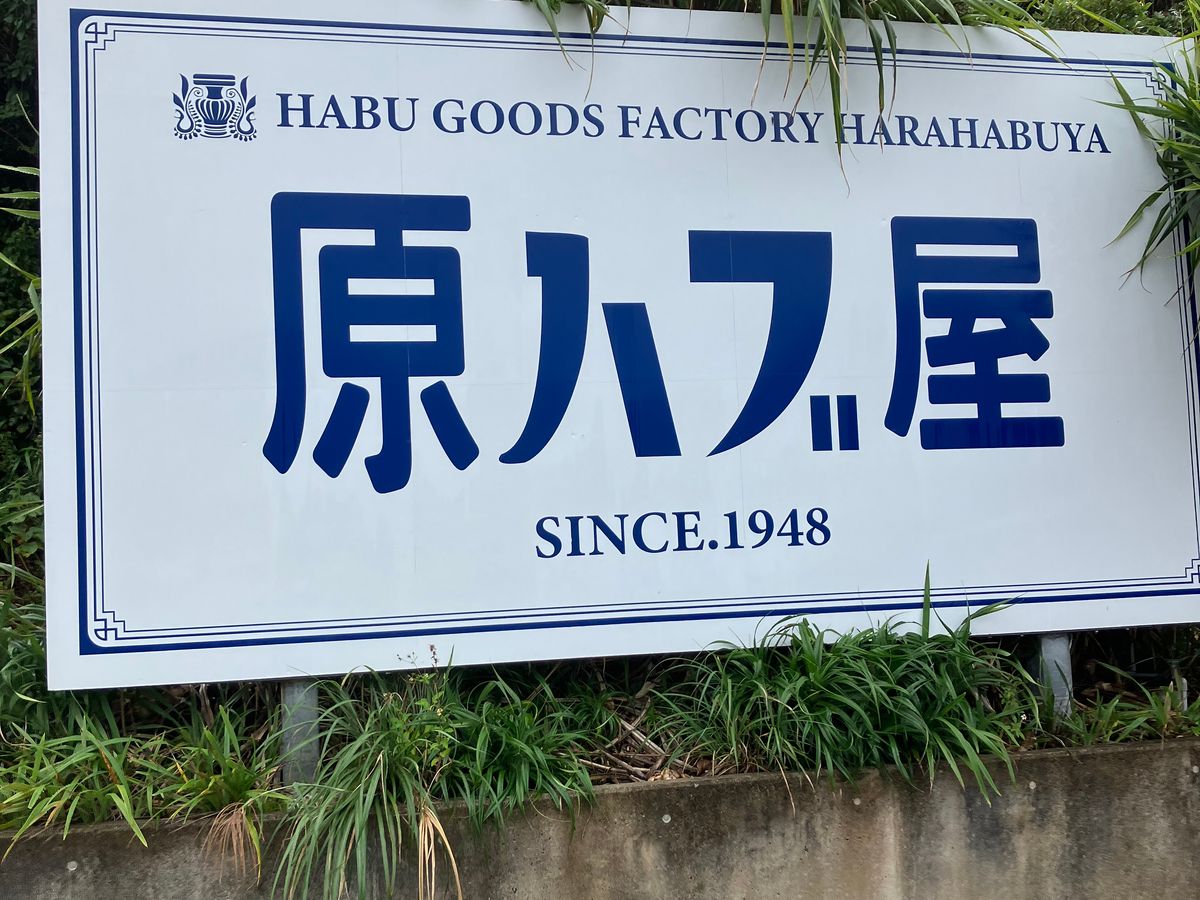 HABU GOODS FACTORY HARAHABUYA
原ハブ屋
SINCE.1948